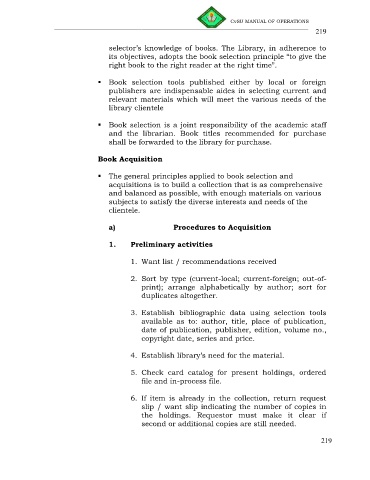 CvSU MANUAL OF OPERATIONS
219
selector's knowledge of books. The Library, in adherence to
its objectives, adopts the book selection principle "to give the
right book to the right reader at the right time".
▪ Book selection tools published either by local or foreign
publishers are indispensable aides in selecting current and
relevant materials which will meet the various needs of the
library clientele
▪ Book selection is a joint responsibility of the academic staff
and the librarian. Book titles recommended for purchase
shall be forwarded to the library for purchase.
Book Acquisition
▪ The general principles applied to book selection and
acquisitions is to build a collection that is as comprehensive
and balanced as possible, with enough materials on various
subjects to satisfy the diverse interests and needs of the
clientele.
a) Procedures to Acquisition
1. Preliminary activities
1. Want list / recommendations received
2. Sort by type (current-local; current-foreign; out-of-
print); arrange alphabetically by author; sort for
duplicates altogether.
3. Establish bibliographic data using selection tools
available as to: author, title, place of publication,
date of publication, publisher, edition, volume no.,
copyright date, series and price.
4. Establish library's need for the material.
5. Check card catalog for present holdings, ordered
file and in-process file.
6. If item is already in the collection, return request
slip / want slip indicating the number of copies in
the holdings. Requestor must make it clear if
second or additional copies are still needed.
219